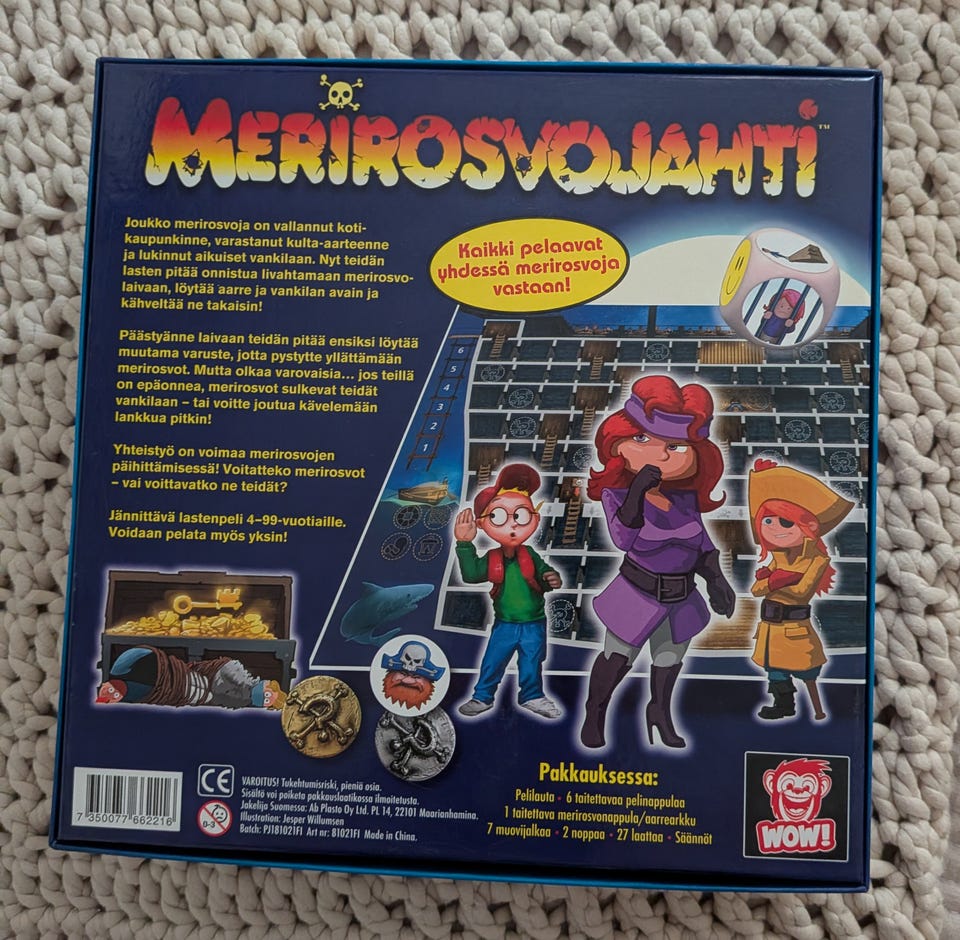 MERIROSVOJAHTI™
Joukko merirosvoja on vallannut koti-
kaupunkinne, varastanut kulta-aarteenne
ja lukinnut aikuiset vankilaan. Nyt teidän
lasten pitää onnistua livahtamaan merirosvo-
laivaan, löytää aarre ja vankilan avain ja
kähveltää ne takaisin!
Päästyänne laivaan teidän pitää ensiksi löytää
muutama varuste, jotta pystytte yllättämään
merirosvot. Mutta olkaa varovaisia... jos teillä
on epäonnea, merirosvot sulkevat teidät
vankilaan – tai voitte joutua kävelemään
lankkua pitkin!
Yhteistyö on voimaa merirosvojen
päihittämisessä! Voitatteko merirosvot
– vai voittavatko ne teidät?
Jännittävä lastenpeli 4–99-vuotiaille.
Voidaan pelata myös yksin!
Kaikki pelaavat
yhdessä merirosvoja
vastaan!
6
5
4
3
2
1
7 350077 662216
CE
0-3
VAROITUS! Tukehtumisriski, pieniä osia.
Sisältö voi poiketa pakkauslaatikossa ilmoitetusta.
Jakelija Suomessa: Ab Plasto Oy Ltd. PL 14, 22101 Maarianhamina.
Illustration: Jesper Willumsen
Batch: PJ181021FI Art nr: 81021FI Made in China.
Pakkauksessa:
Pelilauta • 6 taitettavaa pelinappulaa
1 taitettava merirosvonappula/aarrearkku
7 muovijalkaa • 2 noppaa • 27 laattaa • Säännöt
WOW!